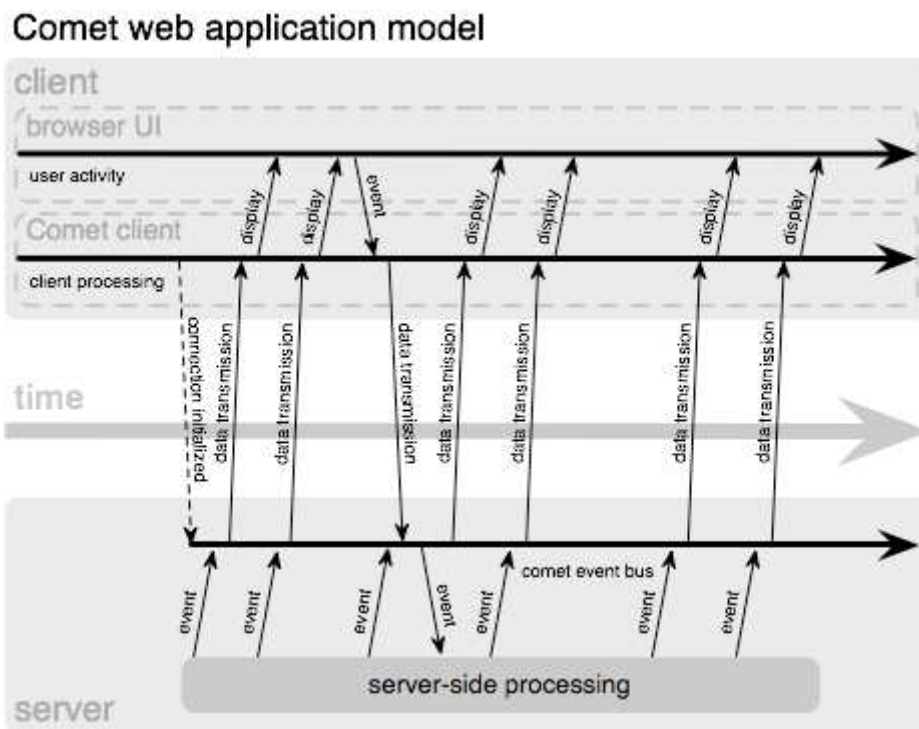 Comet web application model
client
browser UI
user activity
display
display
event
display
display
display
display
Comet client
client processing
connection initialized
data transmission
data transmission
data transmission
data transmission
data transmission
data transmission
data transmission
time
comet event bus
event
event
event
event
event
event
event
server-side processing
server